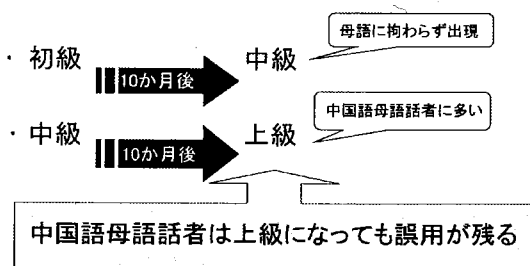 母語に拘わらず出現
・初級 10か月後 中級
中国語母語話者に多い
・中級 10か月後 上級
中国語母語話者は上級になっても誤用が残る